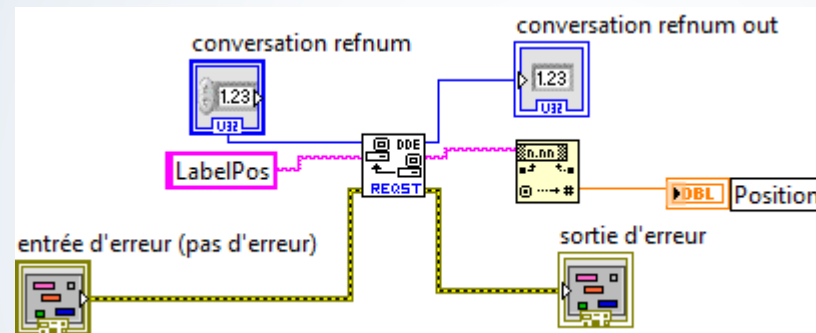 conversation refnum
conversation refnum out
1.23
U32
1.23
U32
DDE
REQST
LabelPos
n.nn
#
DBL
Position
entrée d'erreur (pas d'erreur)
sortie d'erreur